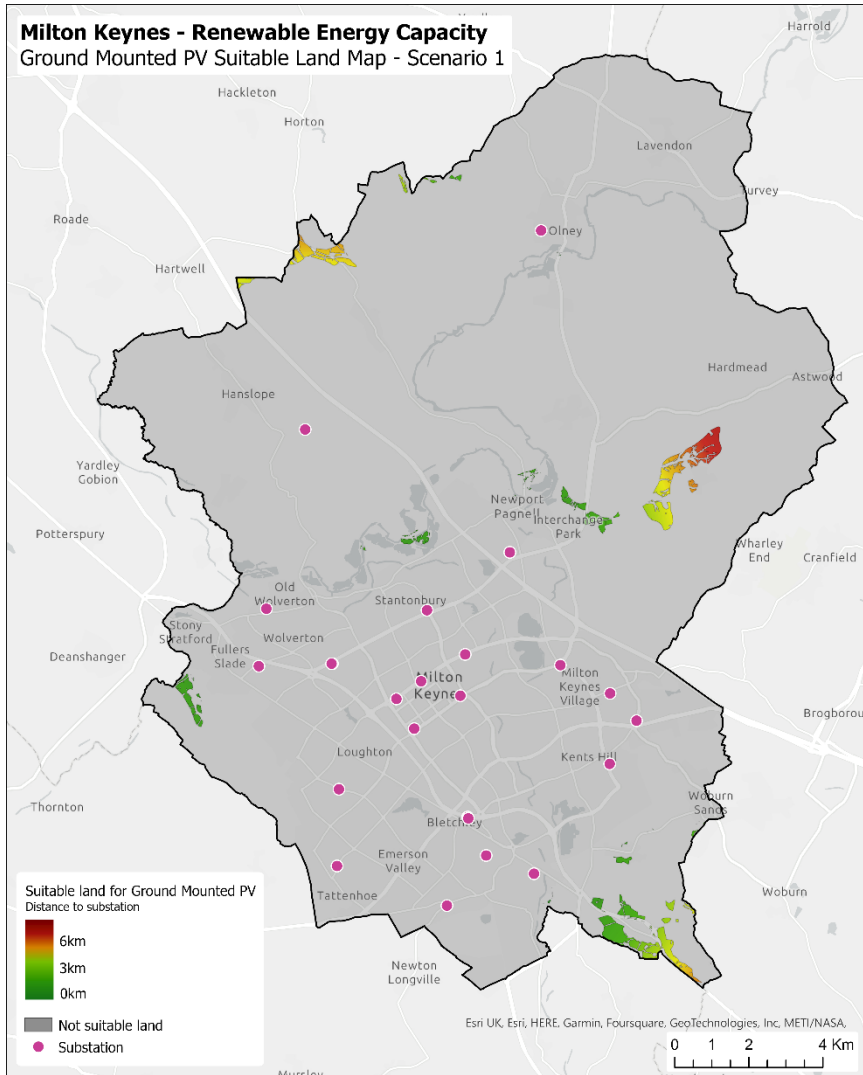 Milton Keynes - Renewable Energy Capacity
Ground Mounted PV Suitable Land Map - Scenario 1
Harrold
Hackleton
Horton
Lavendon
Turvey
Roade
Olney
Hartwell
Hardmead
Astwood
Hanslope
Yardley
Gobion
Newport
Pagnell
Interchange
Park
Potterspury
Wharley
End
Cranfield
Old
Wolverton
Stantonbury
Stony
Stratford
Wolverton
Fullers
Slade
Deanshanger
Milton
Keynes
Milton
Keynes
Village
Brogborou
Loughton
Kents Hill
Thornton
Woburn
Sands
Bletchley
Emerson
Valley
Tattenhoe
Woburn
Newton
Longville
Mursley
Suitable land for Ground Mounted PV
Distance to substation
6km
3km
0km
Not suitable land
Substation
Esri UK, Esri, HERE, Garmin, Foursquare, GeoTechnologies, Inc, METI/NASA,
0 1 2 4 Km